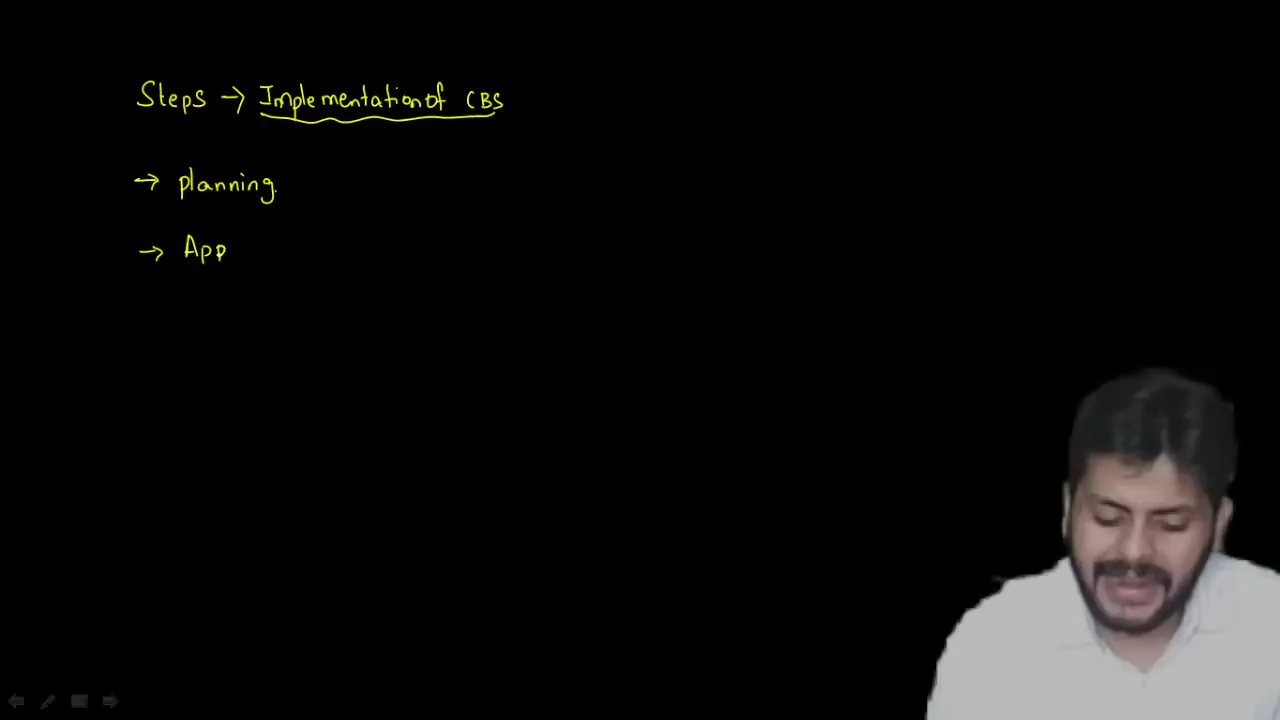 Steps → Implementation of CBS
→ planning.
→ App